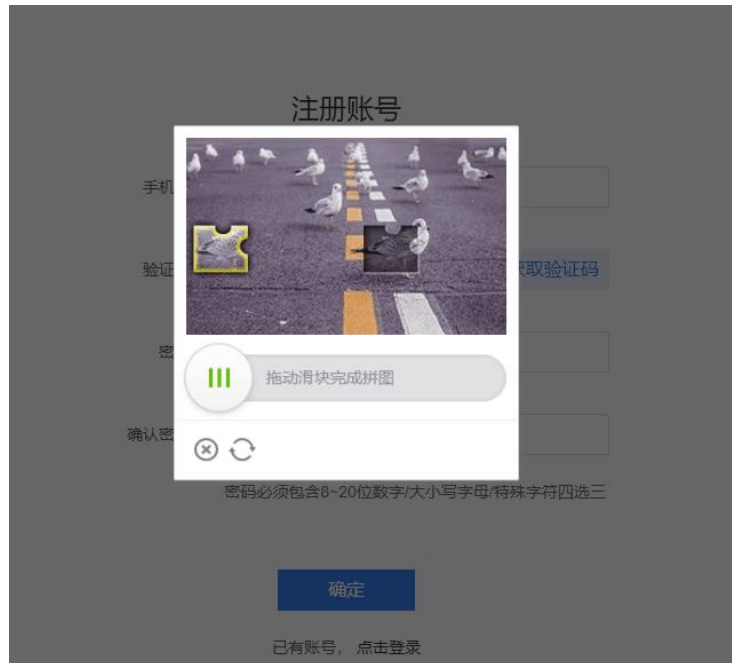 注册账号
手机
验证
取验证码
密
拖动滑块完成拼图
确认密
密码必须包含8~20位数字/大小写字母/特殊字符四选三
确定
已有账号， 点击登录